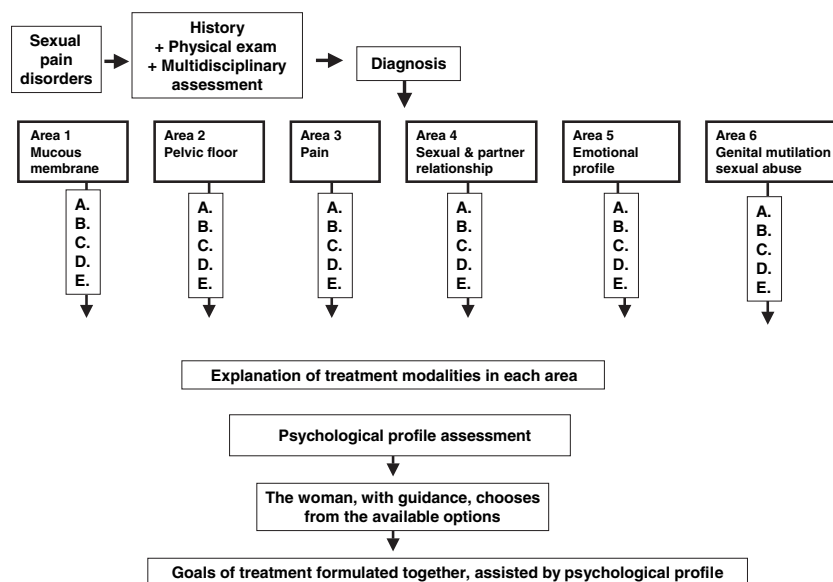 Sexual
pain
disorders
History
+ Physical exam
+ Multidisciplinary
assessment
Diagnosis
Area 1
Mucous
membrane
Area 2
Pelvic floor
Area 3
Pain
Area 4
Sexual & partner
relationship
Area 5
Emotional
profile
Area 6
Genital mutilation
sexual abuse
A.
B.
C.
D.
E.
A.
B.
C.
D.
E.
A.
B.
C.
D.
E.
A.
B.
C.
D.
E.
A.
B.
C.
D.
E.
A.
B.
C.
D.
E.
Explanation of treatment modalities in each area
Psychological profile assessment
The woman, with guidance, chooses
from the available options
Goals of treatment formulated together, assisted by psychological profile